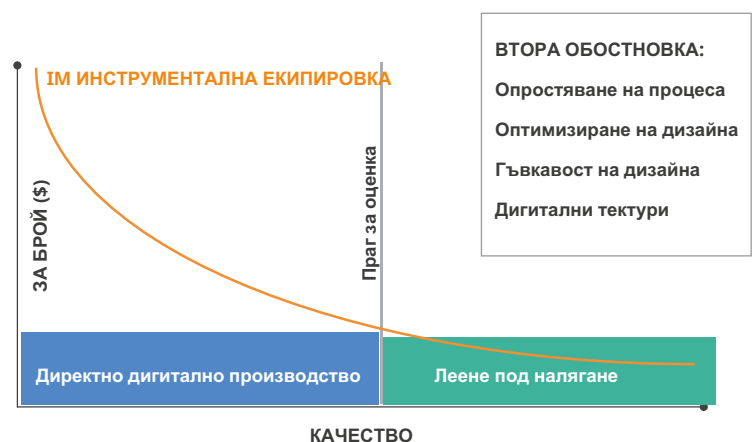 IM ИНСТРУМЕНТАЛНА ЕКИПИРОВКА
ЗА БРОЙ ($)
Праг за оценка
ВТОРА ОБОСТНОВКА:
Опростяване на процеса
Оптимизиране на дизайна
Гъвкавост на дизайна
Дигитални тектури
Директно дигитално производство
Леене под налягане
КАЧЕСТВО